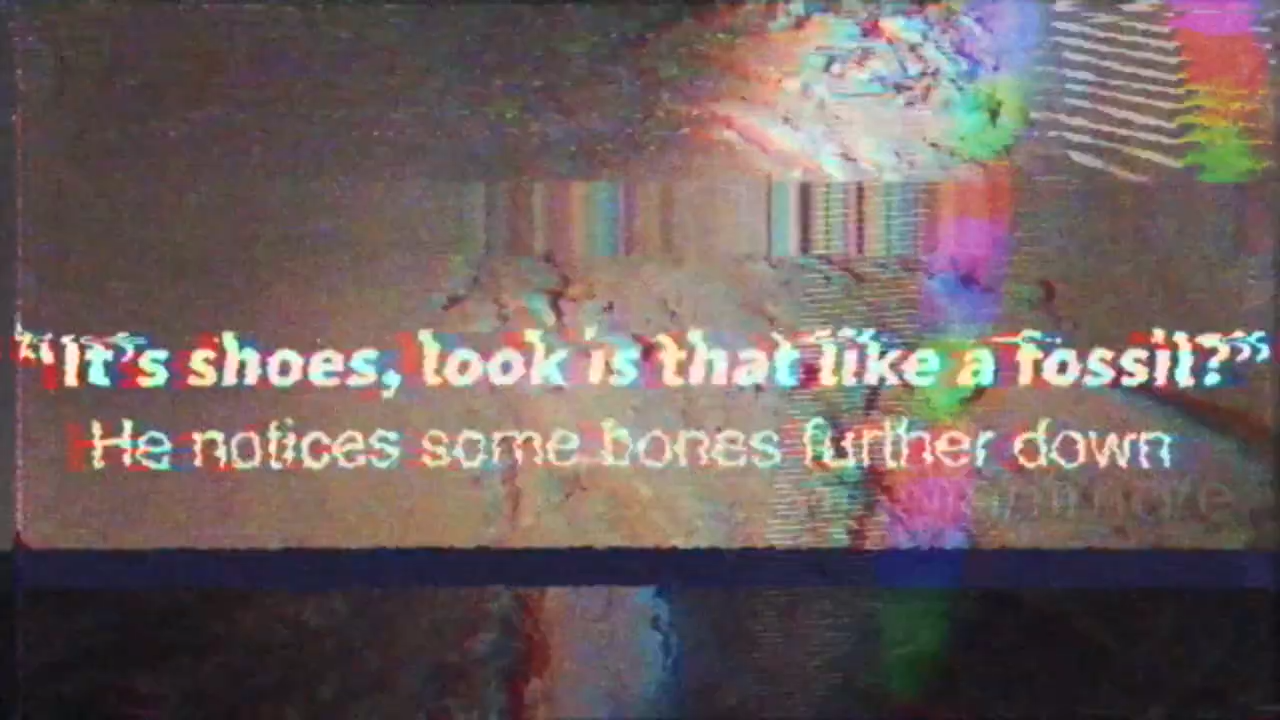 “It’s shoes, look is that like a fossil?”
He notices some bones further down